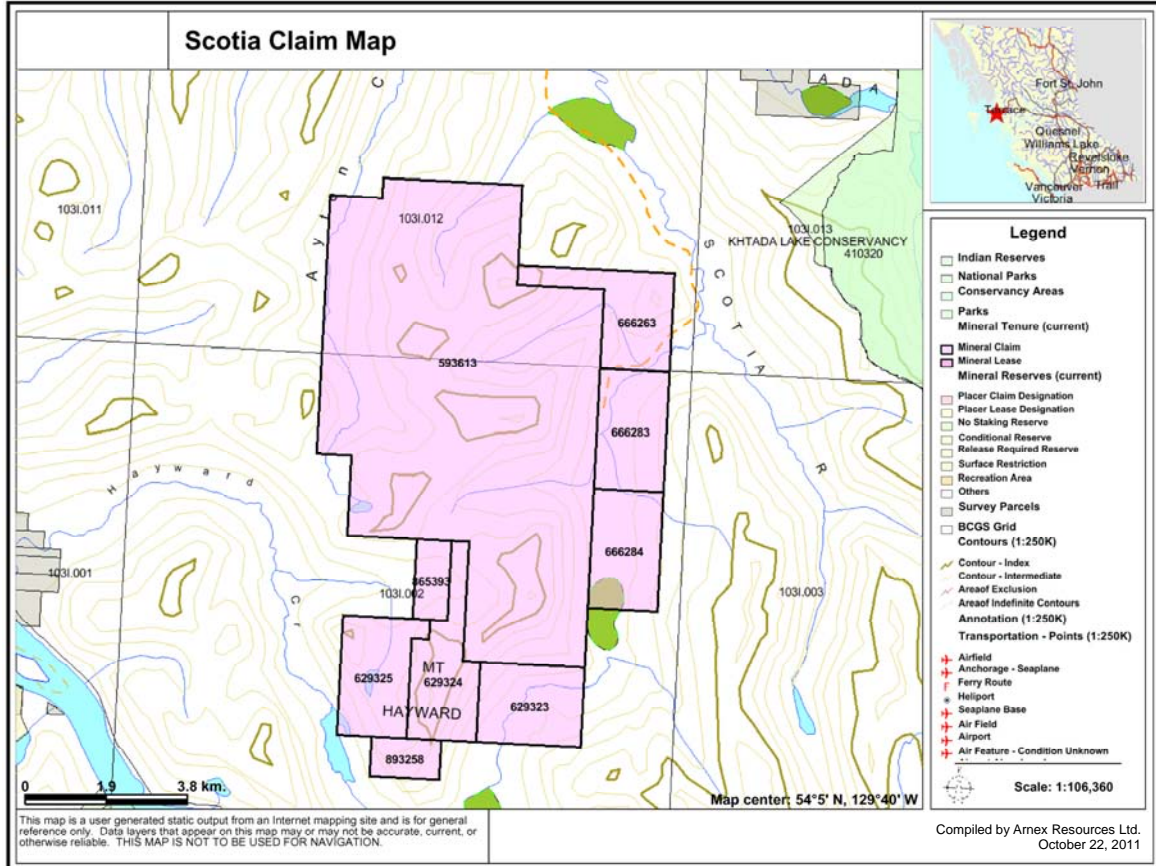 Scotia Claim Map
Fort St. John
Terrace
Quesnel
Williams Lake
Revelstoke
Vernon
Vancouver
Trail
Victoria
A D A
C
Ayton
103I.011
103I.012
103I.013
KHTADA LAKE CONSERVANCY
410320
SCOTIA
R
666263
593613
666283
Hayward
Cr
666284
103I.001
865393
103I.002
103I.003
MT
629325
629324
629323
HAYWARD
893258
0 1.9 3.8 km.
Map center: 54°5' N, 129°40' W
This map is a user generated static output from an Internet mapping site and is for general
reference only. Data layers that appear on this map may or may not be accurate, current, or
otherwise reliable. THIS MAP IS NOT TO BE USED FOR NAVIGATION.
Legend
Indian Reserves
National Parks
Conservancy Areas
Parks
Mineral Tenure (current)
Mineral Claim
Mineral Lease
Mineral Reserves (current)
Placer Claim Designation
Placer Lease Designation
No Staking Reserve
Conditional Reserve
Release Required Reserve
Surface Restriction
Recreation Area
Others
Survey Parcels
BCGS Grid
Contours (1:250K)
Contour - Index
Contour - Intermediate
Areaof Exclusion
Areaof Indefinite Contours
Annotation (1:250K)
Transportation - Points (1:250K)
Airfield
Anchorage - Seaplane
Ferry Route
Heliport
Seaplane Base
Air Field
Airport
Air Feature - Condition Unknown
Scale: 1:106,360
Compiled by Arnex Resources Ltd.
October 22, 2011